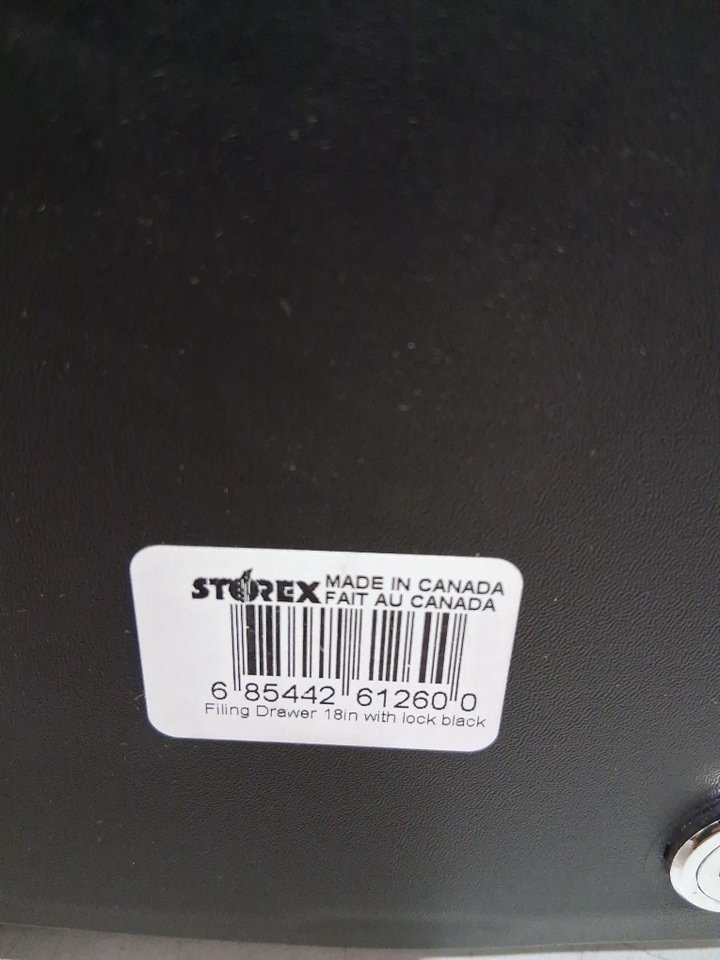 STOREX MADE IN CANADA
FAIT AU CANADA
6 85442 61260 0
Filing Drawer 18in with lock black